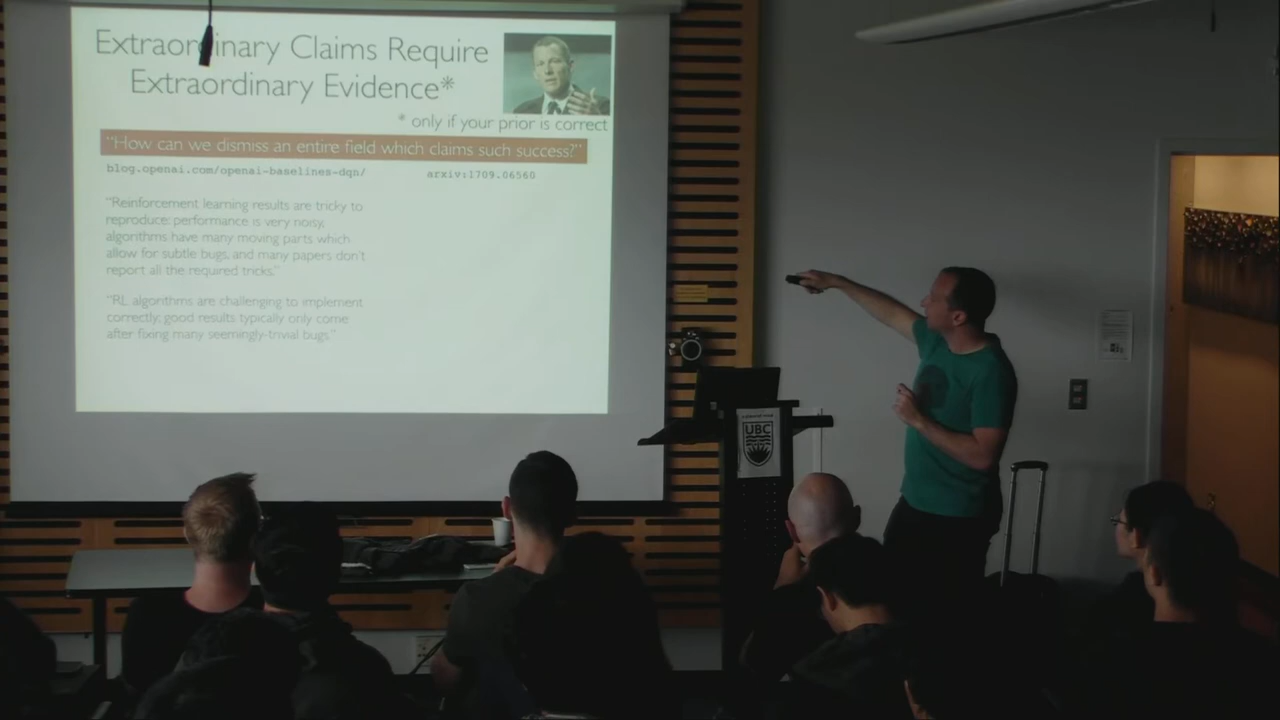 Extraordinary Claims Require
Extraordinary Evidence*
* only if your prior is correct
"How can we dismiss an entire field which claims such success?"
blog.openai.com/openai-baselines-dqn/
arxiv:1709.06560
"Reinforcement learning results are tricky to
reproduce: performance is very noisy,
algorithms have many moving parts which
allow for subtle bugs, and many papers don't
report all the required tricks."
"RL algorithms are challenging to implement
correctly; good results typically only come
after fixing many seemingly-trivial bugs."
UBC